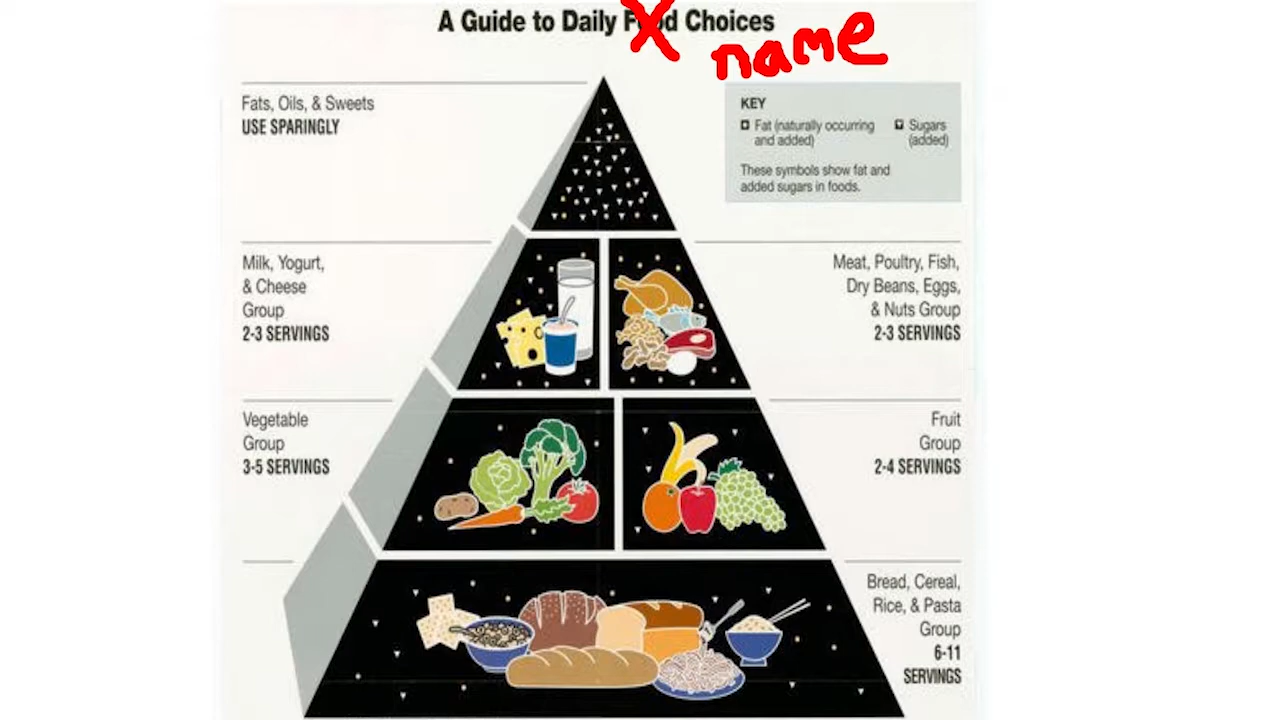 A Guide to Daily Food Choices
name
Fats, Oils, & Sweets
USE SPARINGLY
KEY
Fat (naturally occurring and added)
Sugars (added)
These symbols show fat and
added sugars in foods.
Milk, Yogurt,
& Cheese
Group
2-3 SERVINGS
Meat, Poultry, Fish,
Dry Beans, Eggs,
& Nuts Group
2-3 SERVINGS
Vegetable
Group
3-5 SERVINGS
Fruit
Group
2-4 SERVINGS
Bread, Cereal,
Rice, & Pasta
Group
6-11
SERVINGS